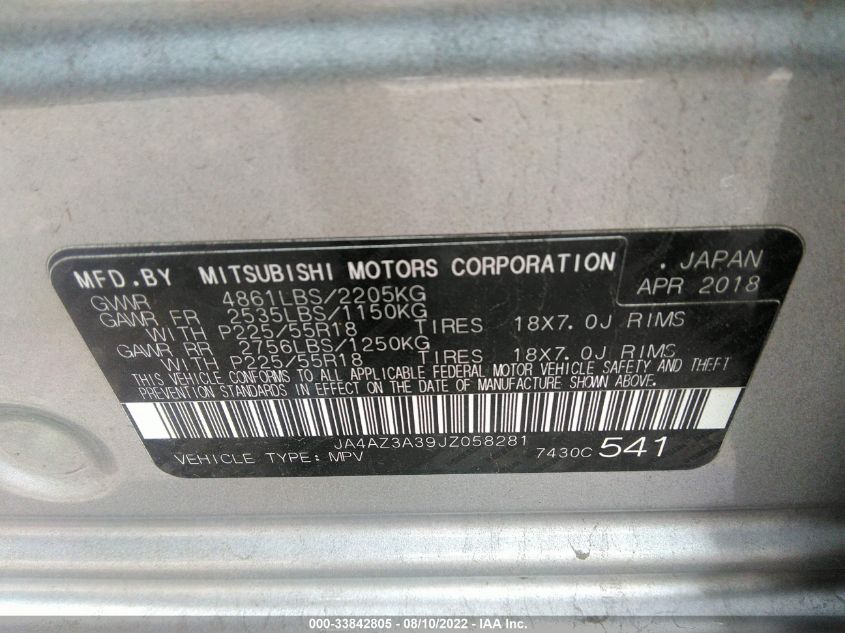 MFD.BY MITSUBISHI MOTORS CORPORATION . JAPAN
APR 2018
GVWR 4861LBS/2205KG
GAWR FR 2535LBS/1150KG
WITH P225/55R18 TIRES 18X7.0J RIMS
GAWR RR 2756LBS/1250KG
WITH P225/55R18 TIRES 18X7.0J RIMS
THIS VEHICLE CONFORMS TO ALL APPLICABLE FEDERAL MOTOR VEHICLE SAFETY AND THEFT
PREVENTION STANDARDS IN EFFECT ON THE DATE OF MANUFACTURE SHOWN ABOVE.
JA4AZ3A39JZ058281
VEHICLE TYPE: MPV 7430C 541
000-33842805 - 08/10/2022 - IAA Inc.